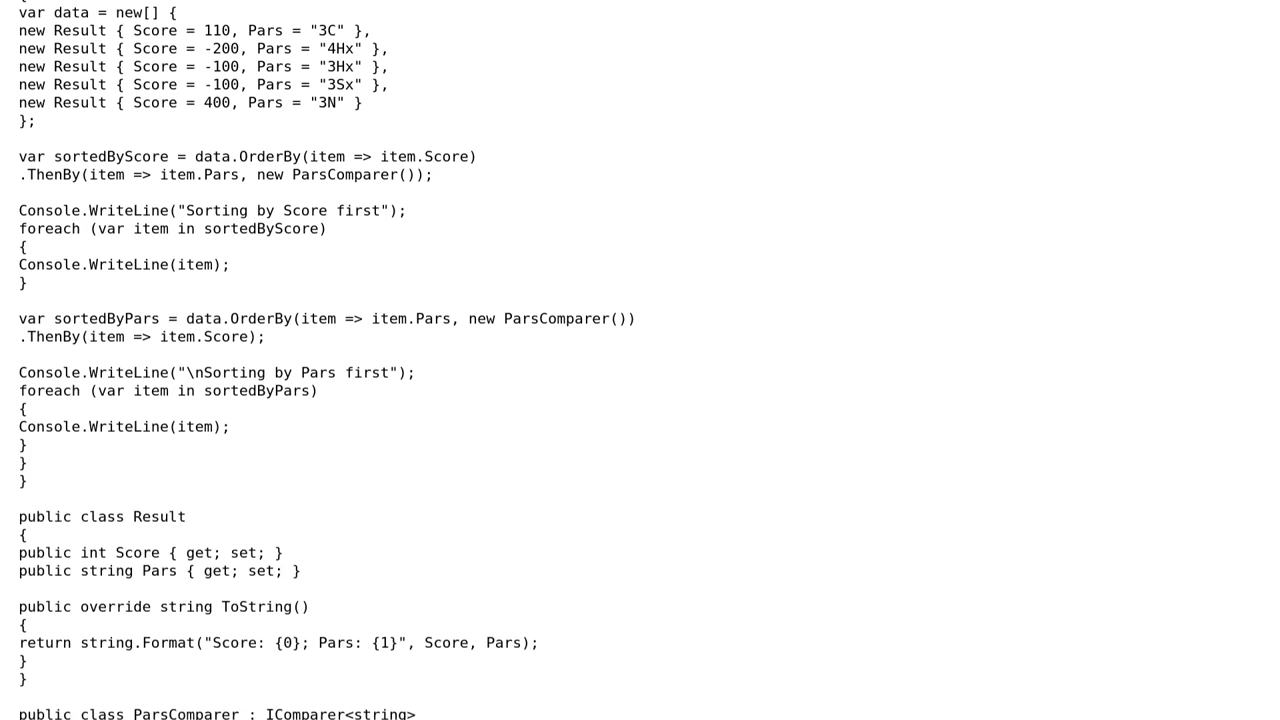 var data = new[] {
new Result { Score = 110, Pars = "3C" },
new Result { Score = -200, Pars = "4Hx" },
new Result { Score = -100, Pars = "3Hx" },
new Result { Score = -100, Pars = "3Sx" },
new Result { Score = 400, Pars = "3N" }
};

var sortedByScore = data.OrderBy(item => item.Score)
.ThenBy(item => item.Pars, new ParsComparer());

Console.WriteLine("Sorting by Score first");
foreach (var item in sortedByScore)
{
Console.WriteLine(item);
}

var sortedByPars = data.OrderBy(item => item.Pars, new ParsComparer())
.ThenBy(item => item.Score);

Console.WriteLine("\nSorting by Pars first");
foreach (var item in sortedByPars)
{
Console.WriteLine(item);
}
}
}

public class Result
{
public int Score { get; set; }
public string Pars { get; set; }

public override string ToString()
{
return string.Format("Score: {0}; Pars: {1}", Score, Pars);
}
}

public class ParsComparer : IComparer<string>